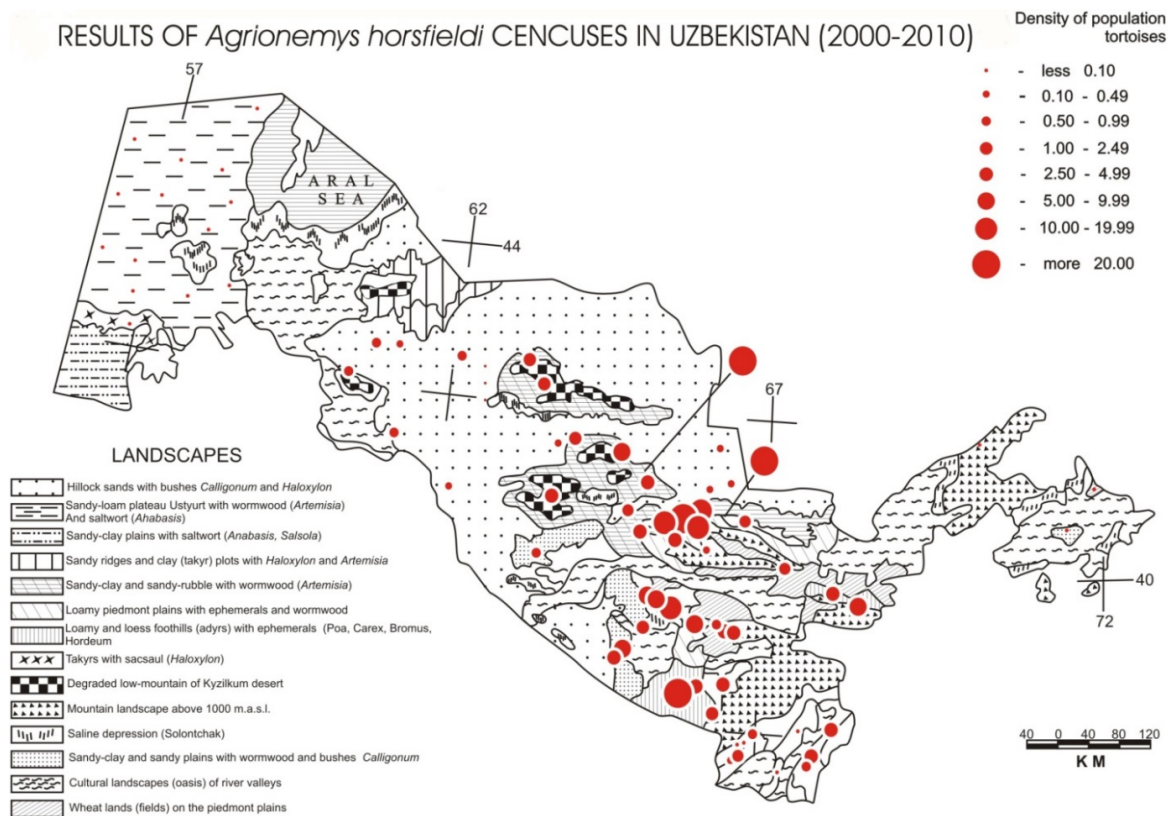 RESULTS OF Agrionemys horsfieldi CENCUSES IN UZBEKISTAN (2000-2010)
Density of population
tortoises
- less 0.10
- 0.10 - 0.49
- 0.50 - 0.99
- 1.00 - 2.49
- 2.50 - 4.99
- 5.00 - 9.99
- 10.00 - 19.99
- more 20.00
57
ARAL
SEA
62
44
67
40
72
LANDSCAPES
Hillock sands with bushes Calligonum and Haloxylon
Sandy-loam plateau Ustyurt with wormwood (Artemisia)
And saltwort (Ahabasis)
Sandy-clay plains with saltwort (Anabasis, Salsola)
Sandy ridges and clay (takyr) plots with Haloxylon and Artemisia
Sandy-clay and sandy-rubble with wormwood (Artemisia)
Loamy piedmont plains with ephemerals and wormwood
Loamy and loess foothills (adyrs) with ephemerals (Poa, Carex, Bromus,
Hordeum
Takyrs with sacsaul (Haloxylon)
Degraded low-mountain of Kyzilkum desert
Mountain landscape above 1000 m.a.s.l.
Saline depression (Solontchak)
Sandy-clay and sandy plains with wormwood and bushes Calligonum
Cultural landscapes (oasis) of river valleys
Wheat lands (fields) on the piedmont plains
40 0 40 80 120
KM